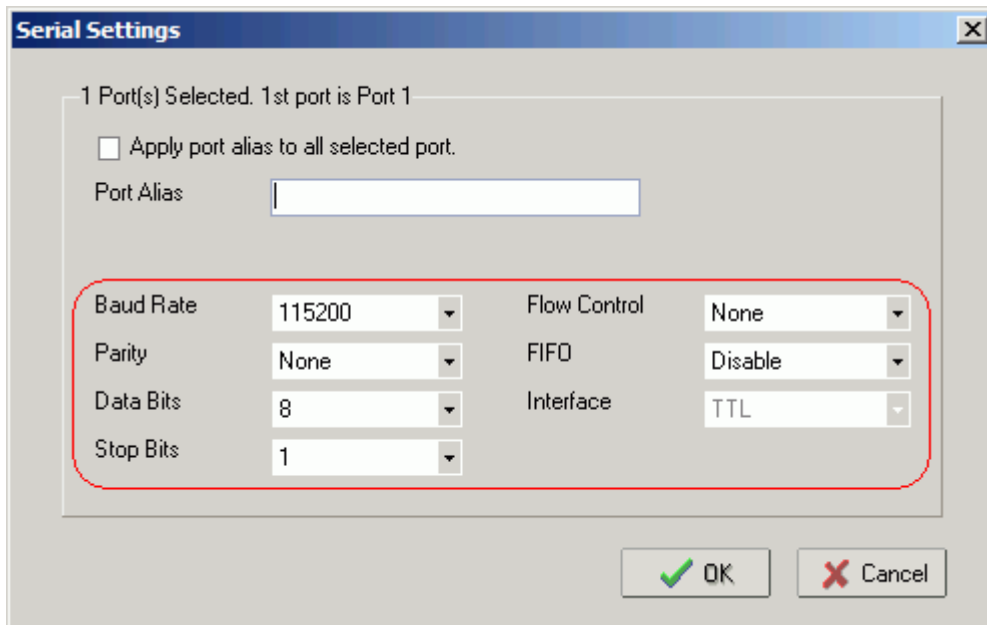 Serial Settings
1 Port(s) Selected. 1st port is Port 1
Apply port alias to all selected port.
Port Alias
Baud Rate 115200 Flow Control None
Parity None FIFO Disable
Data Bits 8 Interface TTL
Stop Bits 1
OK Cancel